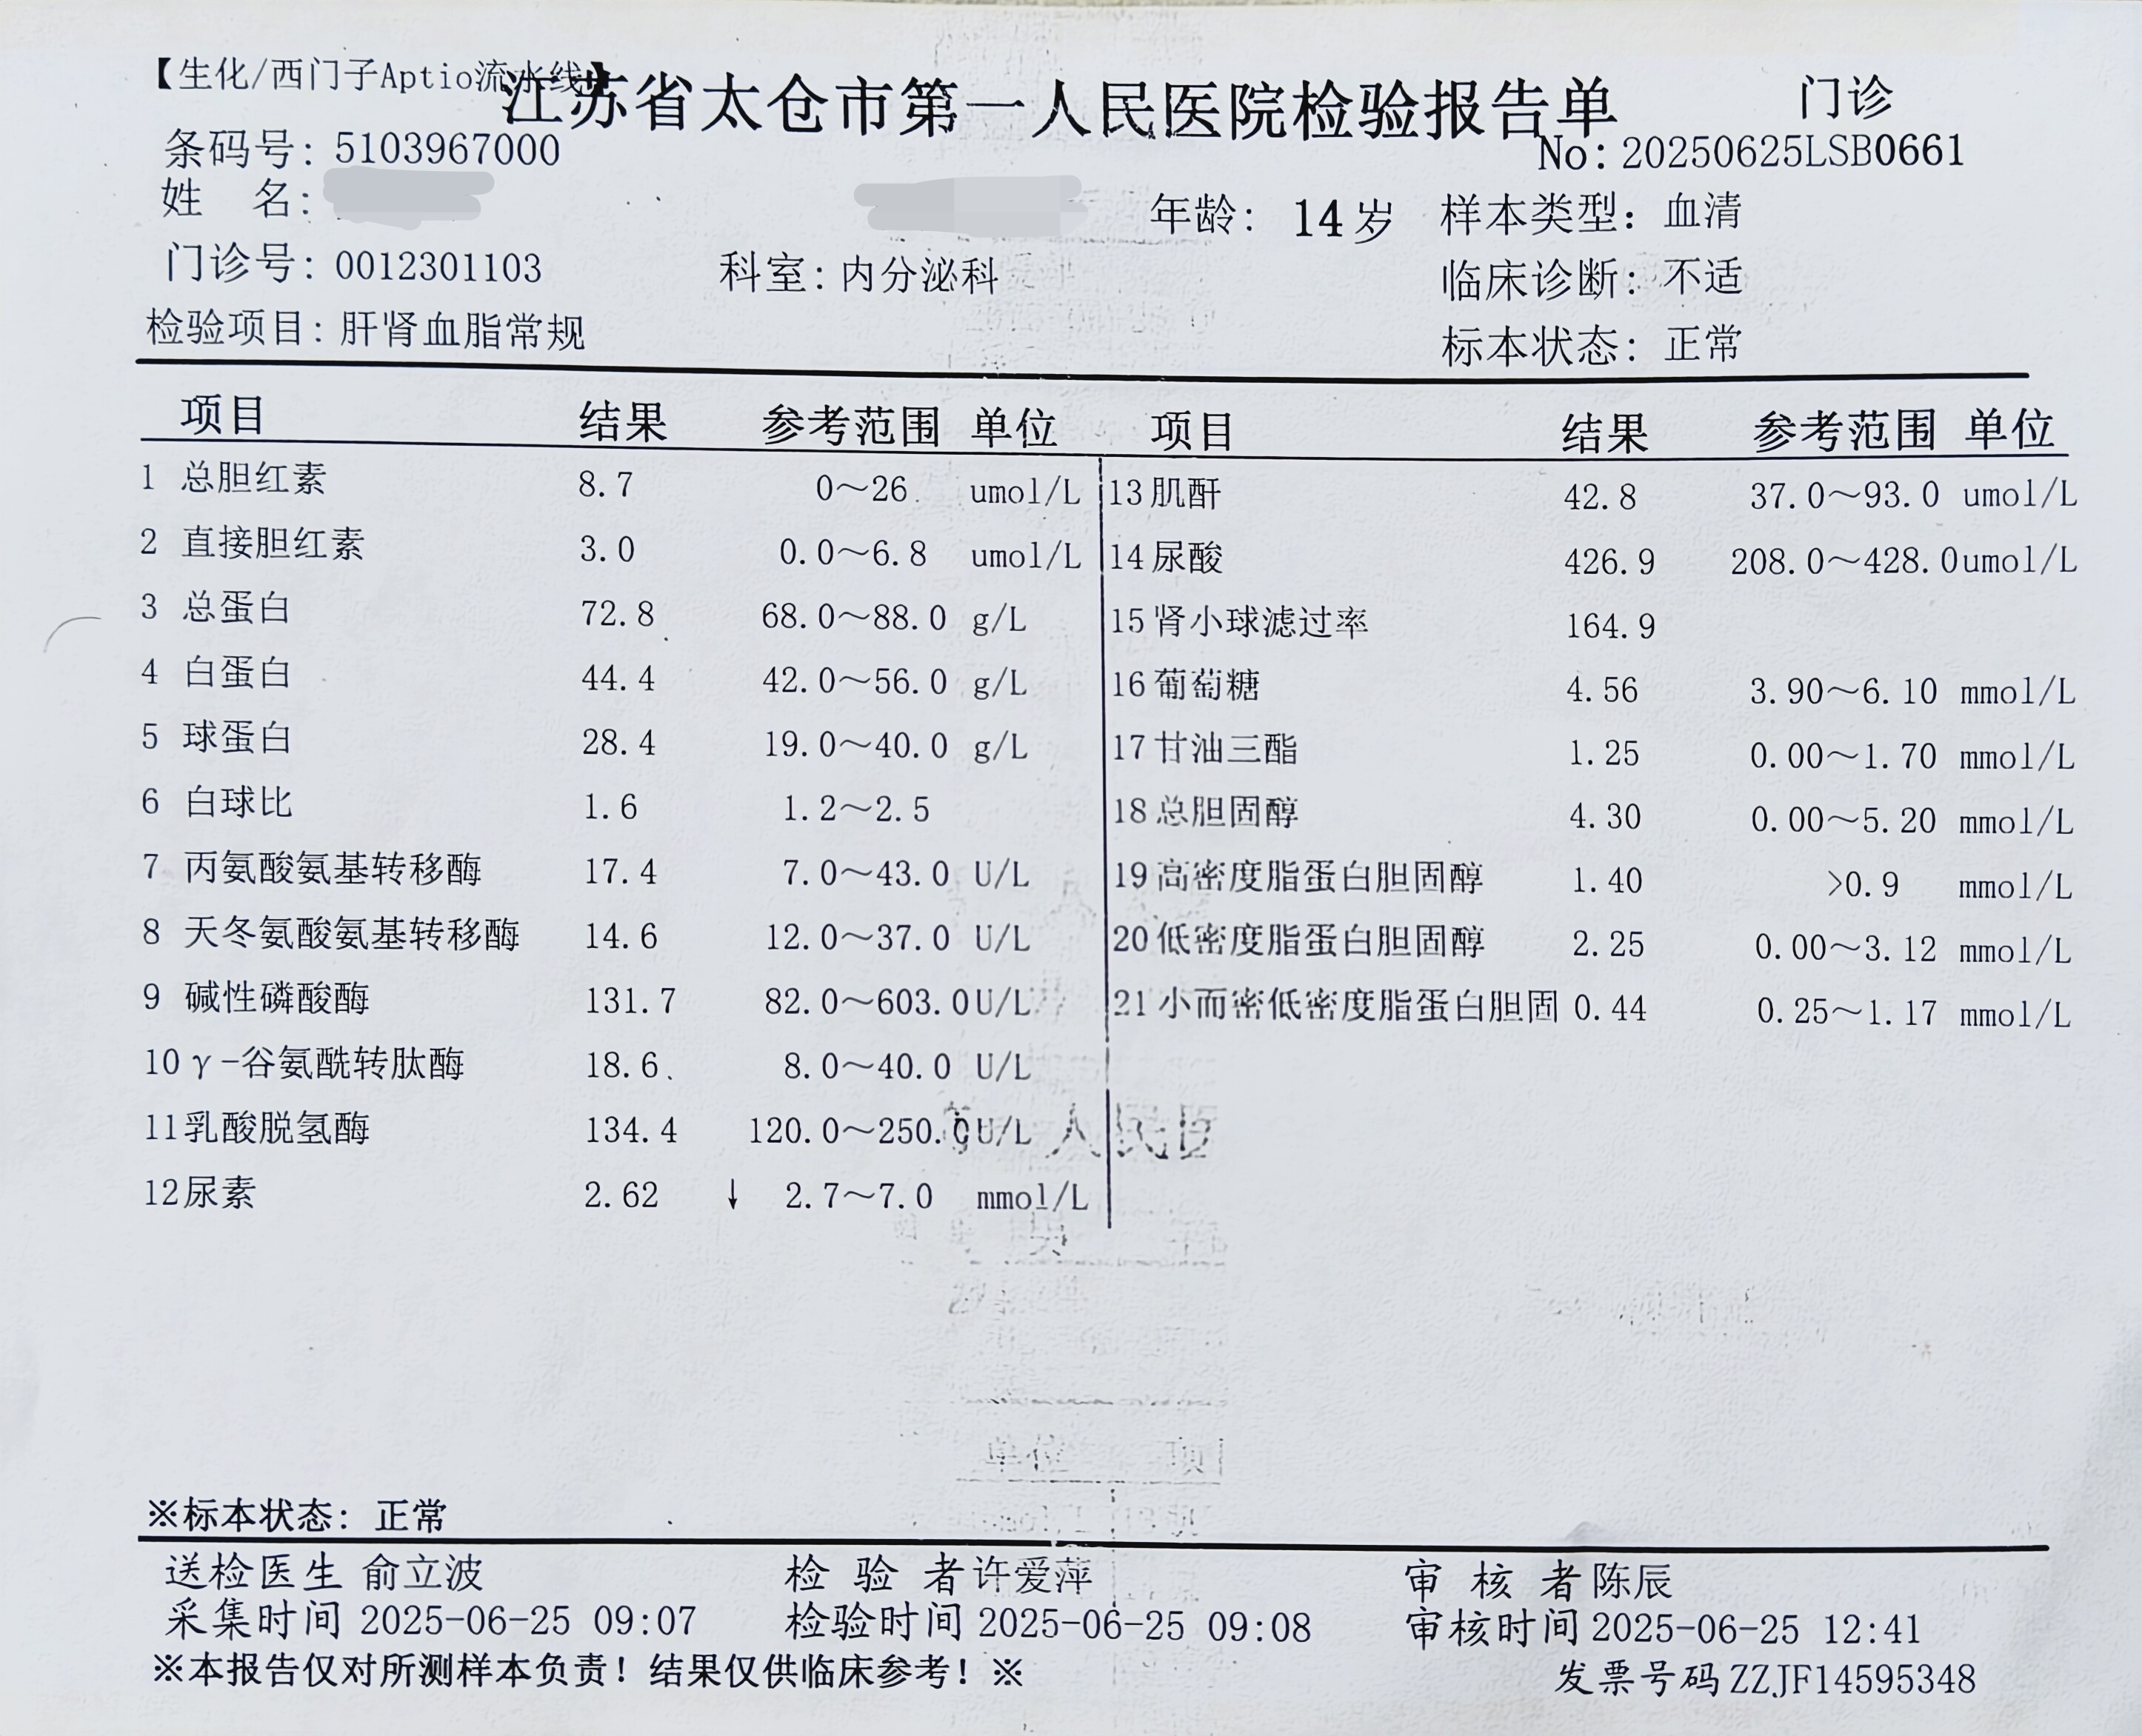 【生化/西门子Aptio流水线】
江苏省太仓市第一人民医院检验报告单 门诊
条码号: 5103967000 No: 20250625LSB0661
姓 名: 年龄: 14岁 样本类型: 血清
门诊号: 0012301103 科室: 内分泌科 临床诊断: 不适
检验项目: 肝肾血脂常规 标本状态: 正常
项目 结果 参考范围 单位 项目 结果 参考范围 单位
1 总胆红素 8.7 0～26 umol/L 13 肌酐 42.8 37.0～93.0 umol/L
2 直接胆红素 3.0 0.0～6.8 umol/L 14 尿酸 426.9 208.0～428.0 umol/L
3 总蛋白 72.8 68.0～88.0 g/L 15 肾小球滤过率 164.9
4 白蛋白 44.4 42.0～56.0 g/L 16 葡萄糖 4.56 3.90～6.10 mmol/L
5 球蛋白 28.4 19.0～40.0 g/L 17 甘油三酯 1.25 0.00～1.70 mmol/L
6 白球比 1.6 1.2～2.5 18 总胆固醇 4.30 0.00～5.20 mmol/L
7 丙氨酸氨基转移酶 17.4 7.0～43.0 U/L 19 高密度脂蛋白胆固醇 1.40 >0.9 mmol/L
8 天冬氨酸氨基转移酶 14.6 12.0～37.0 U/L 20 低密度脂蛋白胆固醇 2.25 0.00～3.12 mmol/L
9 碱性磷酸酶 131.7 82.0～603.0 U/L 21 小而密低密度脂蛋白胆固 0.44 0.25～1.17 mmol/L
10 γ-谷氨酰转肽酶 18.6 8.0～40.0 U/L
11 乳酸脱氢酶 134.4 120.0～250.0 U/L
12 尿素 2.62 ↓ 2.7～7.0 mmol/L
※标本状态: 正常
送检医生 俞立波 检 验 者 许爱萍 审 核 者 陈辰
采集时间 2025-06-25 09:07 检验时间 2025-06-25 09:08 审核时间 2025-06-25 12:41
※本报告仅对所测样本负责! 结果仅供临床参考! ※ 发票号码 ZZJF14595348